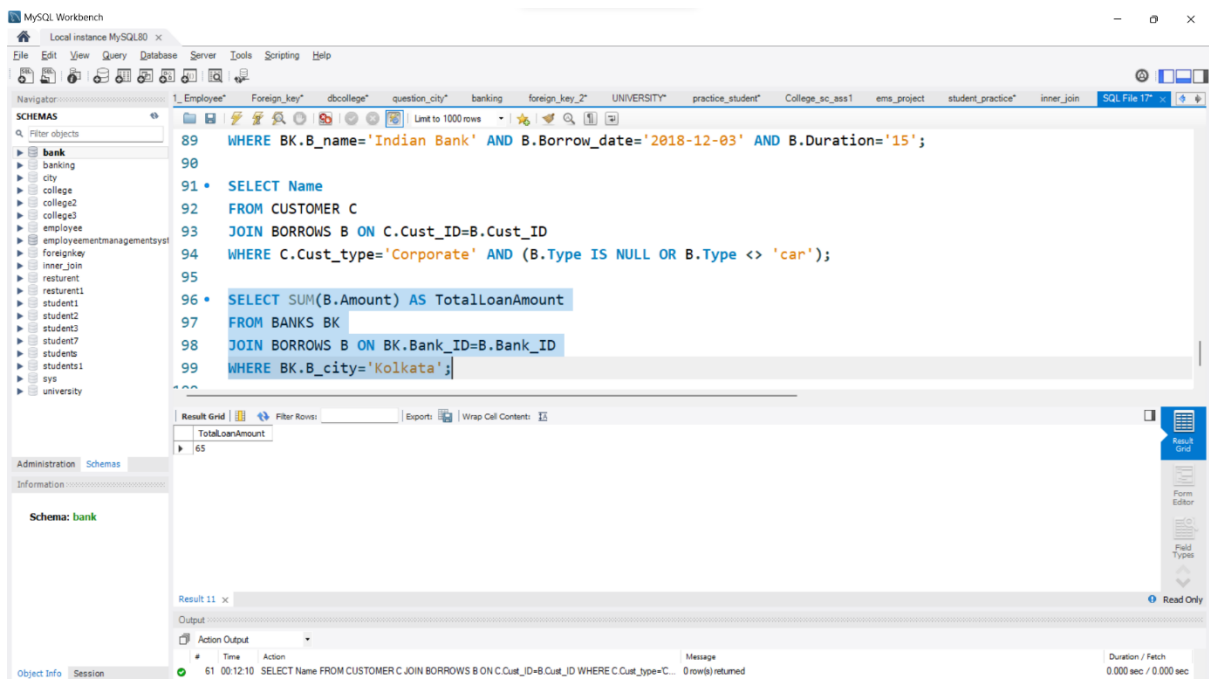 MySQL Workbench
Local instance MySQL80
File Edit View Query Database Server Tools Scripting Help
Navigator
1_ Employee* Foreign_key* dbcollege* question_city* banking foreign_key_2* UNIVERSITY* practice_student* College_sc_ass1 ems_project student_practice* inner_join SQL File 17*
SCHEMAS
Filter objects
bank
banking
city
college
college2
college3
employee
employeementmanagementsyst
foreignkey
inner_join
resturent
resturent1
student1
student2
student3
student7
students
students1
sys
university
Limit to 1000 rows
89 WHERE BK.B_name='Indian Bank' AND B.Borrow_date='2018-12-03' AND B.Duration='15';
90
91 SELECT Name
92 FROM CUSTOMER C
93 JOIN BORROWS B ON C.Cust_ID=B.Cust_ID
94 WHERE C.Cust_type='Corporate' AND (B.Type IS NULL OR B.Type <> 'car');
95
96 SELECT SUM(B.Amount) AS TotalLoanAmount
97 FROM BANKS BK
98 JOIN BORROWS B ON BK.Bank_ID=B.Bank_ID
99 WHERE BK.B_city='Kolkata';
Result Grid Filter Rows: Export: Wrap Cell Content:
TotalLoanAmount
65
Result Grid
Form Editor
Field Types
Administration Schemas
Information
Schema: bank
Result 11
Read Only
Output
Action Output
# Time Action Message Duration / Fetch
61 00:12:10 SELECT Name FROM CUSTOMER C JOIN BORROWS B ON C.Cust_ID=B.Cust_ID WHERE C.Cust_type='C... 0 row(s) returned 0.000 sec / 0.000 sec
Object Info Session